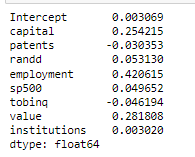 Intercept 0.003069
capital 0.254215
patents -0.030353
randd 0.053130
employment 0.420615
sp500 0.049652
tobinq -0.046194
value 0.281808
institutions 0.003020
dtype: float64